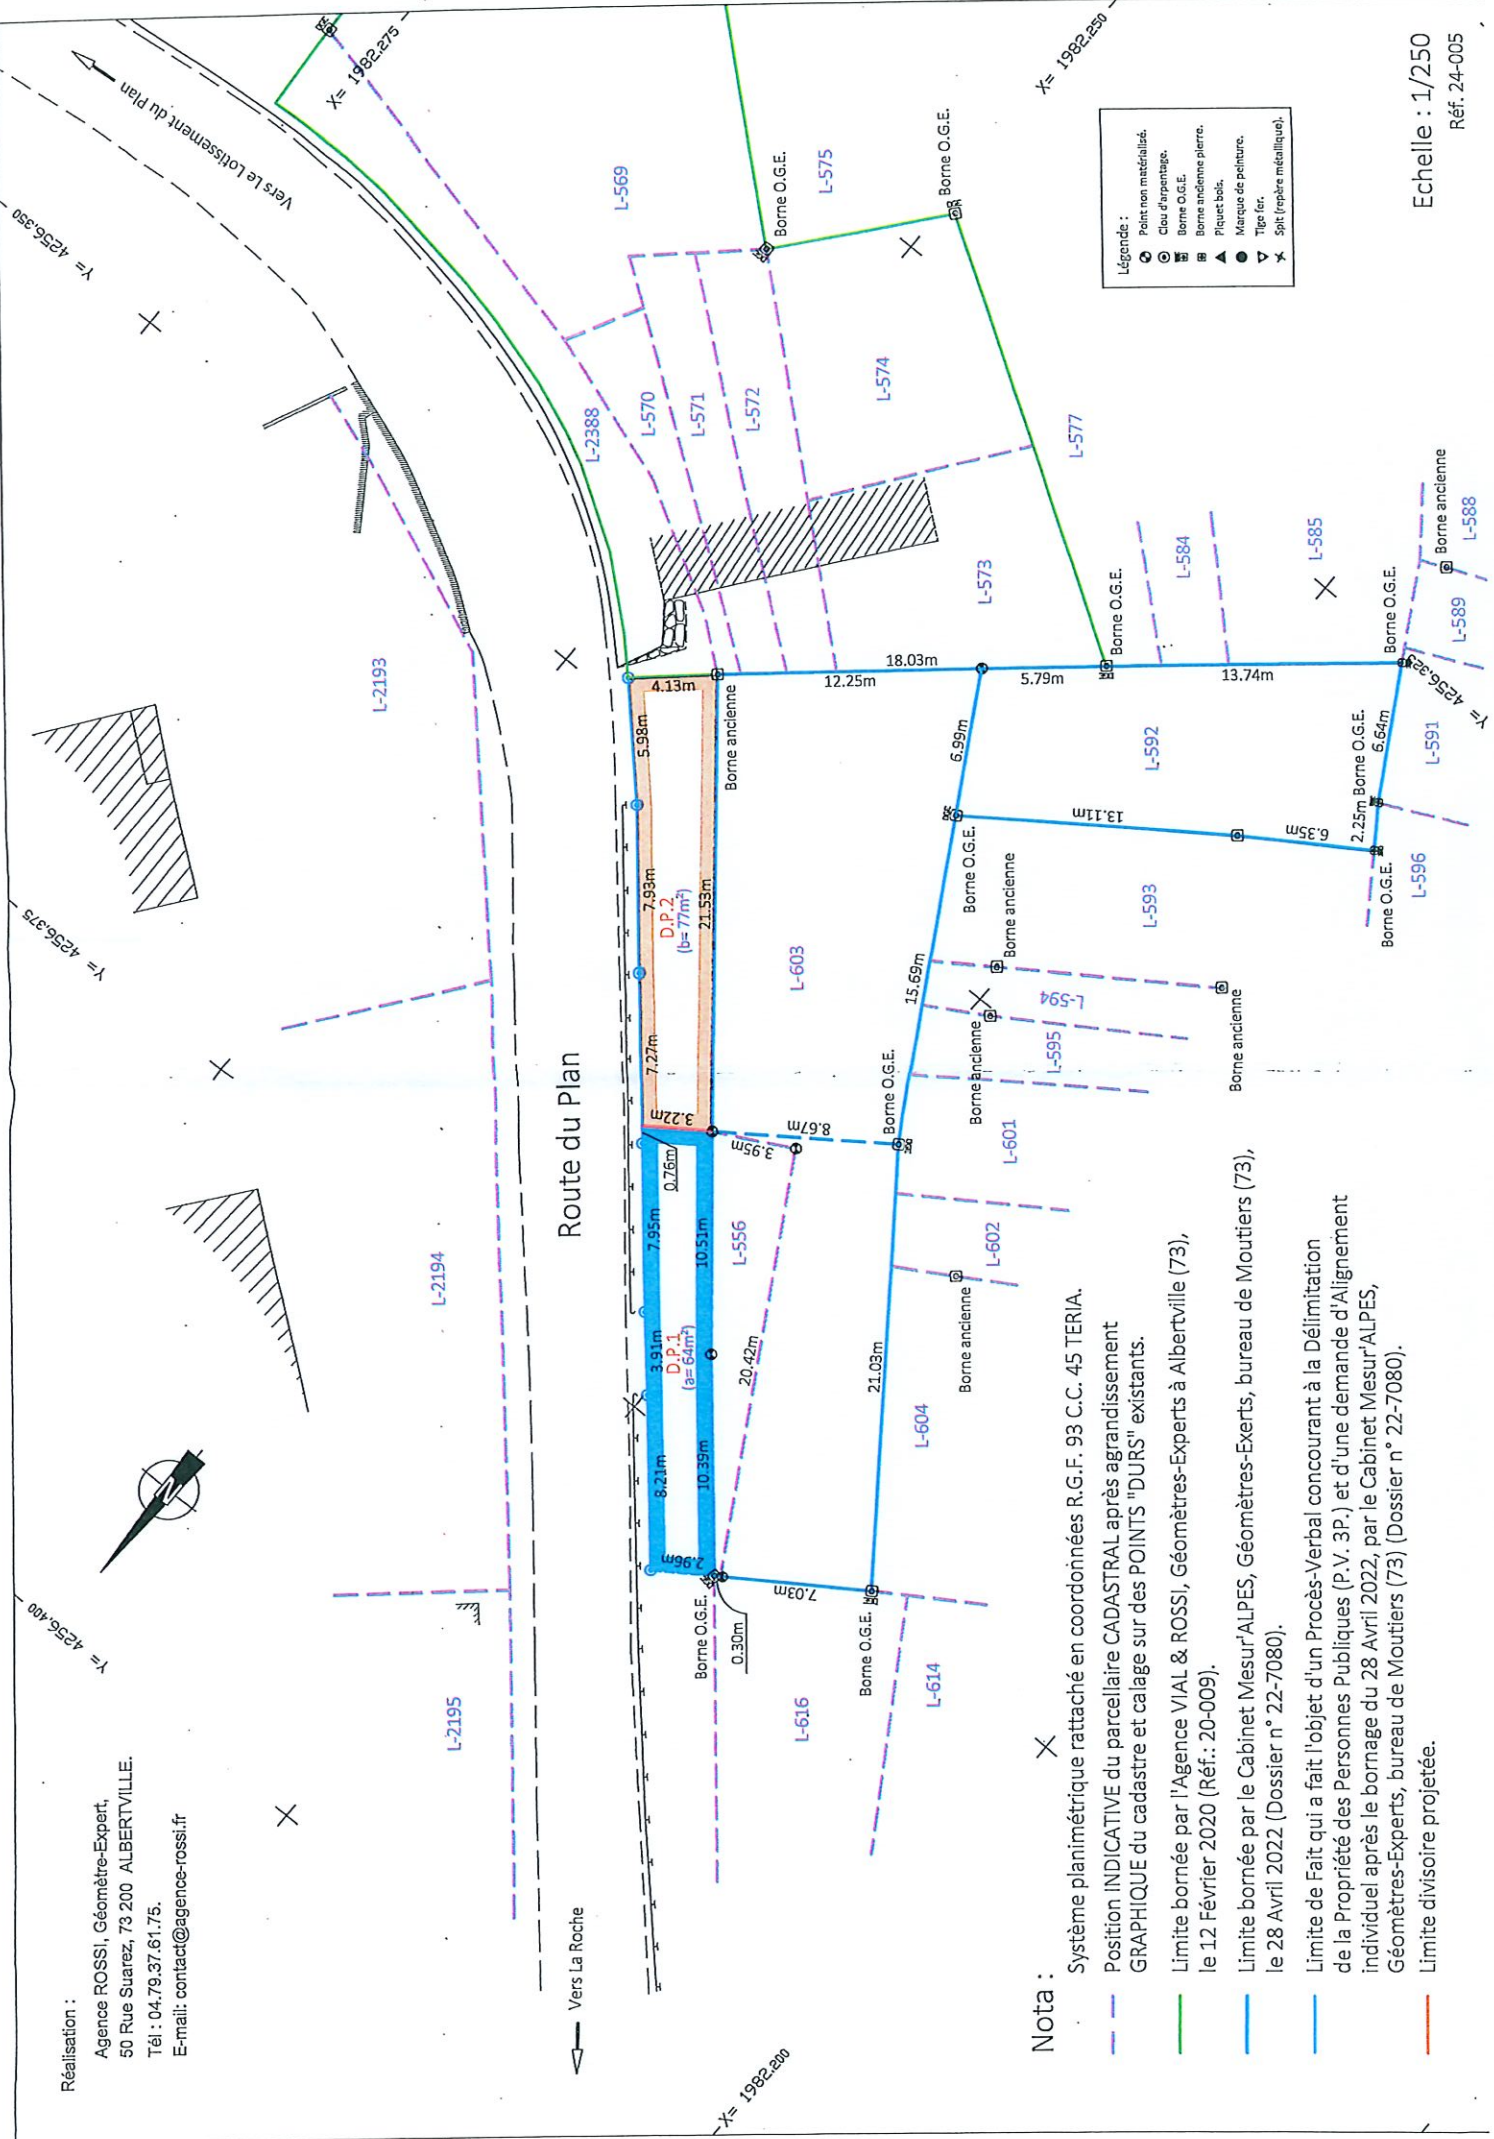 Réalisation :
Agence ROSSI, Géomètre-Expert,
50 Rue Suarez, 73 200 ALBERTVILLE.
Tél : 04.79.37.61.75.
E-mail: contact@agence-rossi.fr
Y= 4256.400
Y= 4256.375
Y= 4256.350
Y= 4256.325
X= 1982.275
X= 1982.250
X= 1982.200
Vers Le Lotissement du Plan
N
L-2195
L-2194
L-2193
Route du Plan
Vers La Roche
L-2388
L-569
L-570
L-571
L-572
L-574
L-575
L-577
L-573
Borne O.G.E.
Borne O.G.E.
4.13m
5.98m
7.93m
7.27m
3.22m
21.53m
D.P.2
(b= 77m²)
Borne ancienne
0.76m
7.95m
3.91m
8.21m
2.96m
10.51m
10.39m
D.P.1
(a= 64m²)
Borne O.G.E.
0.30m
7.03m
Borne O.G.E.
L-616
L-614
L-556
3.95m
8.67m
20.42m
21.03m
L-604
L-603
Borne O.G.E.
15.69m
6.99m
18.03m
12.25m
5.79m
13.74m
Borne O.G.E.
L-584
L-585
L-588
L-589
Borne ancienne
Borne O.G.E.
6.64m
L-591
2.25m Borne O.G.E.
6.35m
13.11m
L-592
Borne O.G.E.
L-596
Borne O.G.E.
L-593
Borne ancienne
L-594
Borne ancienne
L-595
Borne ancienne
L-601
L-602
Borne ancienne
Légende :
Point non matérialisé.
Clou d'arpentage.
Borne O.G.E.
Borne ancienne pierre.
Piquet bois.
Marque de peinture.
Tige fer.
Spit (repère métallique).
Echelle : 1/250
Réf. 24-005
Nota :
Système planimétrique rattaché en coordonnées R.G.F. 93 C.C. 45 TERIA.
Position INDICATIVE du parcellaire CADASTRAL après agrandissement
GRAPHIQUE du cadastre et calage sur des POINTS "DURS" existants.
Limite bornée par l'Agence VIAL & ROSSI, Géomètres-Experts à Albertville (73),
le 12 Février 2020 (Réf.: 20-009).
Limite bornée par le Cabinet Mesur'ALPES, Géomètres-Exerts, bureau de Moutiers (73),
le 28 Avril 2022 (Dossier n° 22-7080).
Limite de Fait qui a fait l'objet d'un Procès-Verbal concourant à la Délimitation
de la Propriété des Personnes Publiques (P.V. 3P.) et d'une demande d'Alignement
individuel après le bornage du 28 Avril 2022, par le Cabinet Mesur'ALPES,
Géomètres-Experts, bureau de Moutiers (73) (Dossier n° 22-7080).
Limite divisoire projetée.